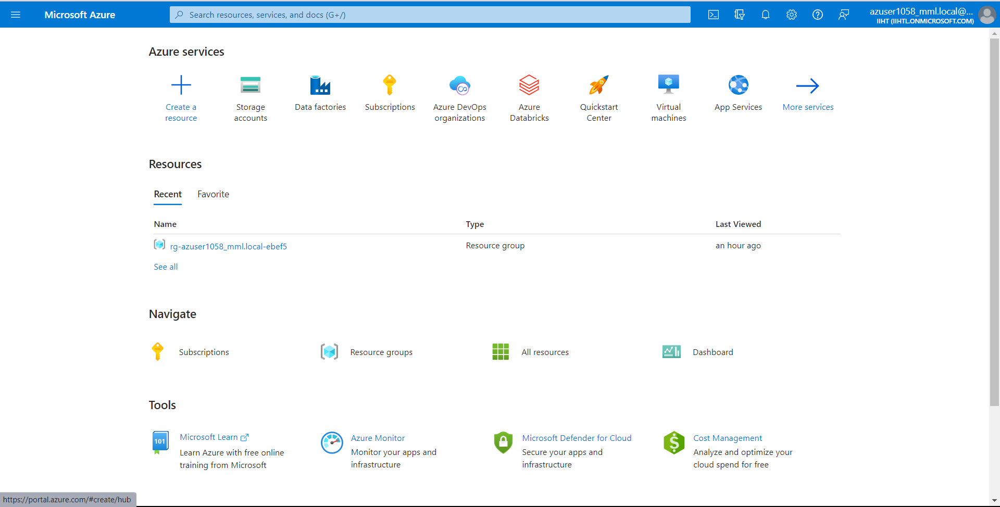 Microsoft Azure
Search resources, services, and docs (G+/)
azuser1058_mml.local@...
IIHT (IIHTL.ONMICROSOFT.COM)
Azure services
Create a
resource
Storage
accounts
Data factories
Subscriptions
Azure DevOps
organizations
Azure
Databricks
Quickstart
Center
Virtual
machines
App Services
More services
Resources
Recent
Favorite
Name
Type
Last Viewed
rg-azuser1058_mml.local-ebef5
Resource group
an hour ago
See all
Navigate
Subscriptions
Resource groups
All resources
Dashboard
Tools
101
Microsoft Learn
Learn Azure with free online
training from Microsoft
Azure Monitor
Monitor your apps and
infrastructure
Microsoft Defender for Cloud
Secure your apps and
infrastructure
$
Cost Management
Analyze and optimize your
cloud spend for free
https://portal.azure.com/#create/hub